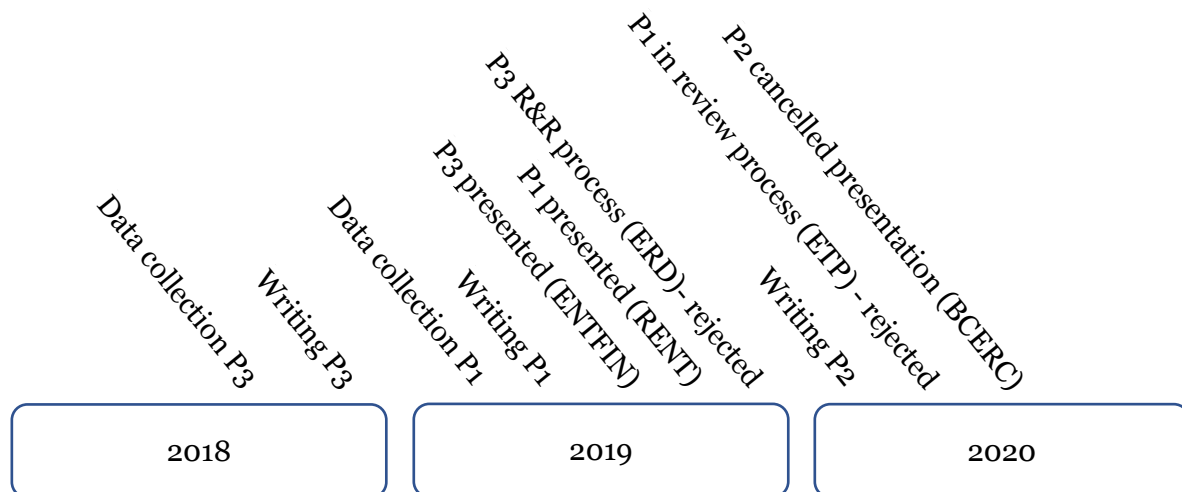 Data collection P3
Writing P3
Data collection P1
Writing P1
P3 presented (ENTFIN)
P1 presented (RENT)
P3 R&R process (ERD)- rejected
Writing P2
P1 in review process (ETP) - rejected
P2 cancelled presentation (BCERC)
2018
2019
2020